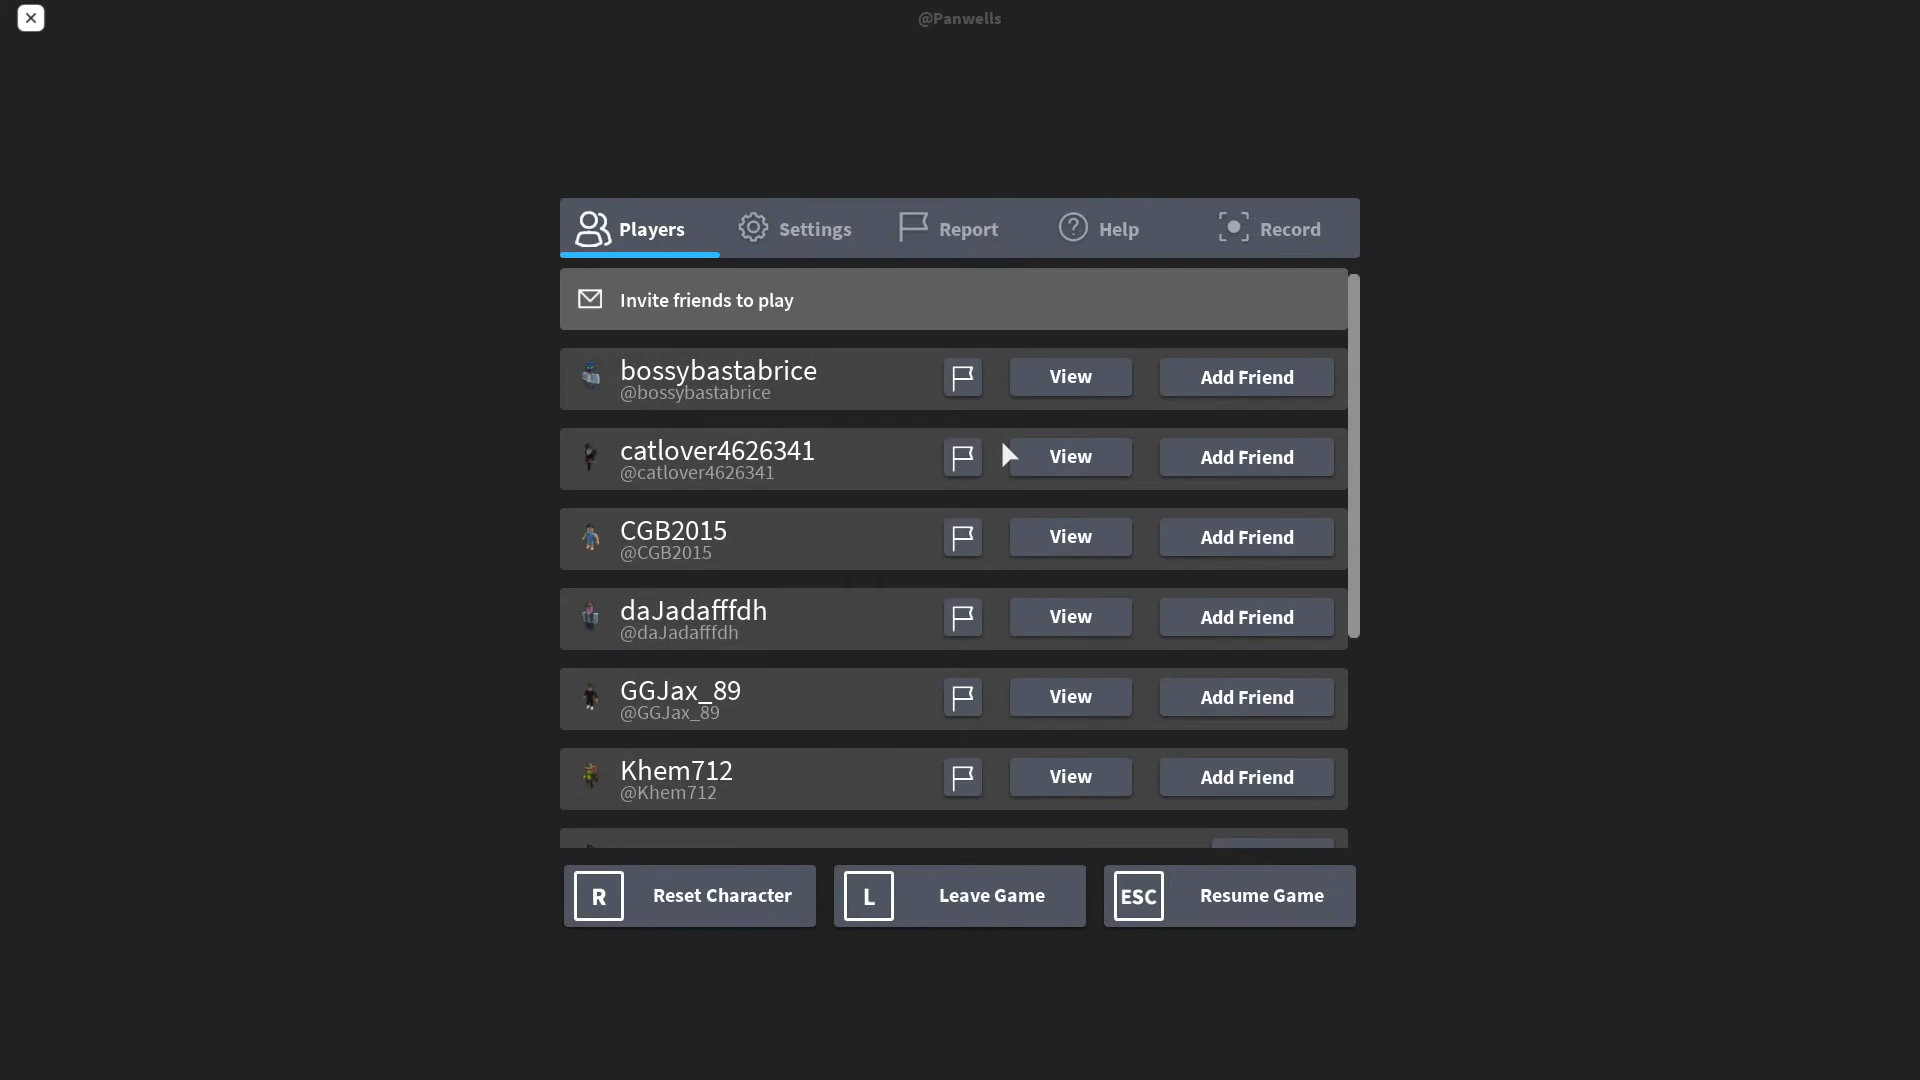 @Panwells
Players
Settings
Report
Help
Record
Invite friends to play
bossybastabrice
@bossybastabrice
View
Add Friend
catlover4626341
@catlover4626341
View
Add Friend
CGB2015
@CGB2015
View
Add Friend
daJadafffdh
@daJadafffdh
View
Add Friend
GGJax_89
@GGJax_89
View
Add Friend
Khem712
@Khem712
View
Add Friend
R Reset Character
L Leave Game
ESC Resume Game